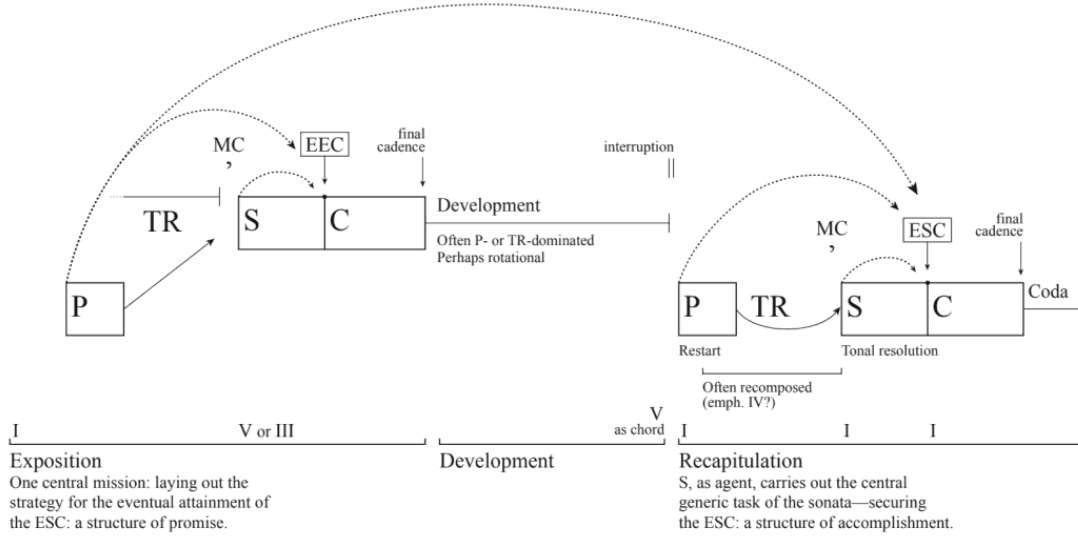 MC
,
EEC
final
cadence
interruption
TR
S
C
Development
Often P- or TR-dominated
Perhaps rotational
P
MC
,
ESC
final
cadence
P
TR
S
C
Coda
Restart
Tonal resolution
Often recomposed
(emph. IV?)
I
V or III
V
as chord
I
I
I
Exposition
One central mission: laying out the
strategy for the eventual attainment of
the ESC: a structure of promise.
Development
Recapitulation
S, as agent, carries out the central
generic task of the sonata—securing
the ESC: a structure of accomplishment.